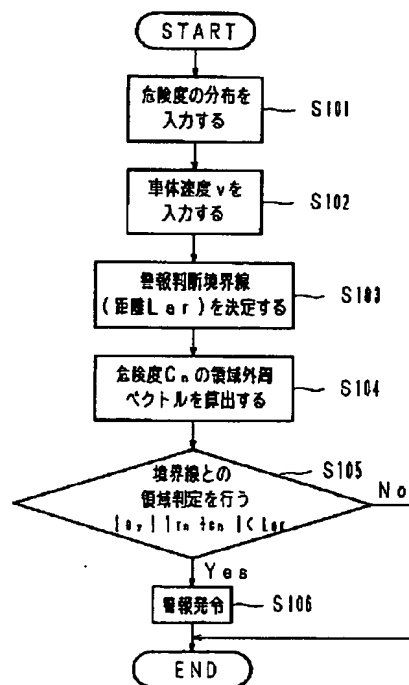 START
危険度の分布を
入力する
S101
車体速度vを
入力する
S102
警報判断境界線
(距離Lar)を決定する
S103
危険度Cnの領域外周
ベクトルを算出する
S104
境界線との
領域判定を行う
S105
No
Yes
警報発令
S106
END